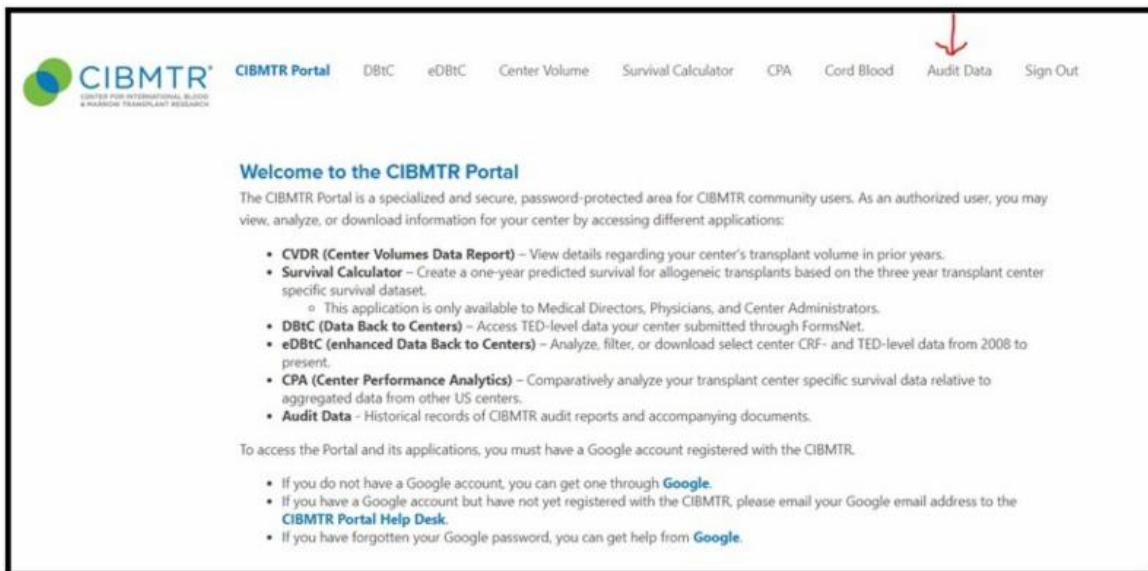 CIBMTR®
CENTER FOR INTERNATIONAL BLOOD
& MARROW TRANSPLANT RESEARCH
CIBMTR Portal DBtC eDBtC Center Volume Survival Calculator CPA Cord Blood Audit Data Sign Out
Welcome to the CIBMTR Portal
The CIBMTR Portal is a specialized and secure, password-protected area for CIBMTR community users. As an authorized user, you may
view, analyze, or download information for your center by accessing different applications:
• CVDR (Center Volumes Data Report) – View details regarding your center's transplant volume in prior years.
• Survival Calculator – Create a one-year predicted survival for allogeneic transplants based on the three year transplant center
specific survival dataset.
○ This application is only available to Medical Directors, Physicians, and Center Administrators.
• DBtC (Data Back to Centers) – Access TED-level data your center submitted through FormsNet.
• eDBtC (enhanced Data Back to Centers) – Analyze, filter, or download select center CRF- and TED-level data from 2008 to
present.
• CPA (Center Performance Analytics) – Comparatively analyze your transplant center specific survival data relative to
aggregated data from other US centers.
• Audit Data - Historical records of CIBMTR audit reports and accompanying documents.
To access the Portal and its applications, you must have a Google account registered with the CIBMTR.
• If you do not have a Google account, you can get one through Google.
• If you have a Google account but have not yet registered with the CIBMTR, please email your Google email address to the
CIBMTR Portal Help Desk.
• If you have forgotten your Google password, you can get help from Google.